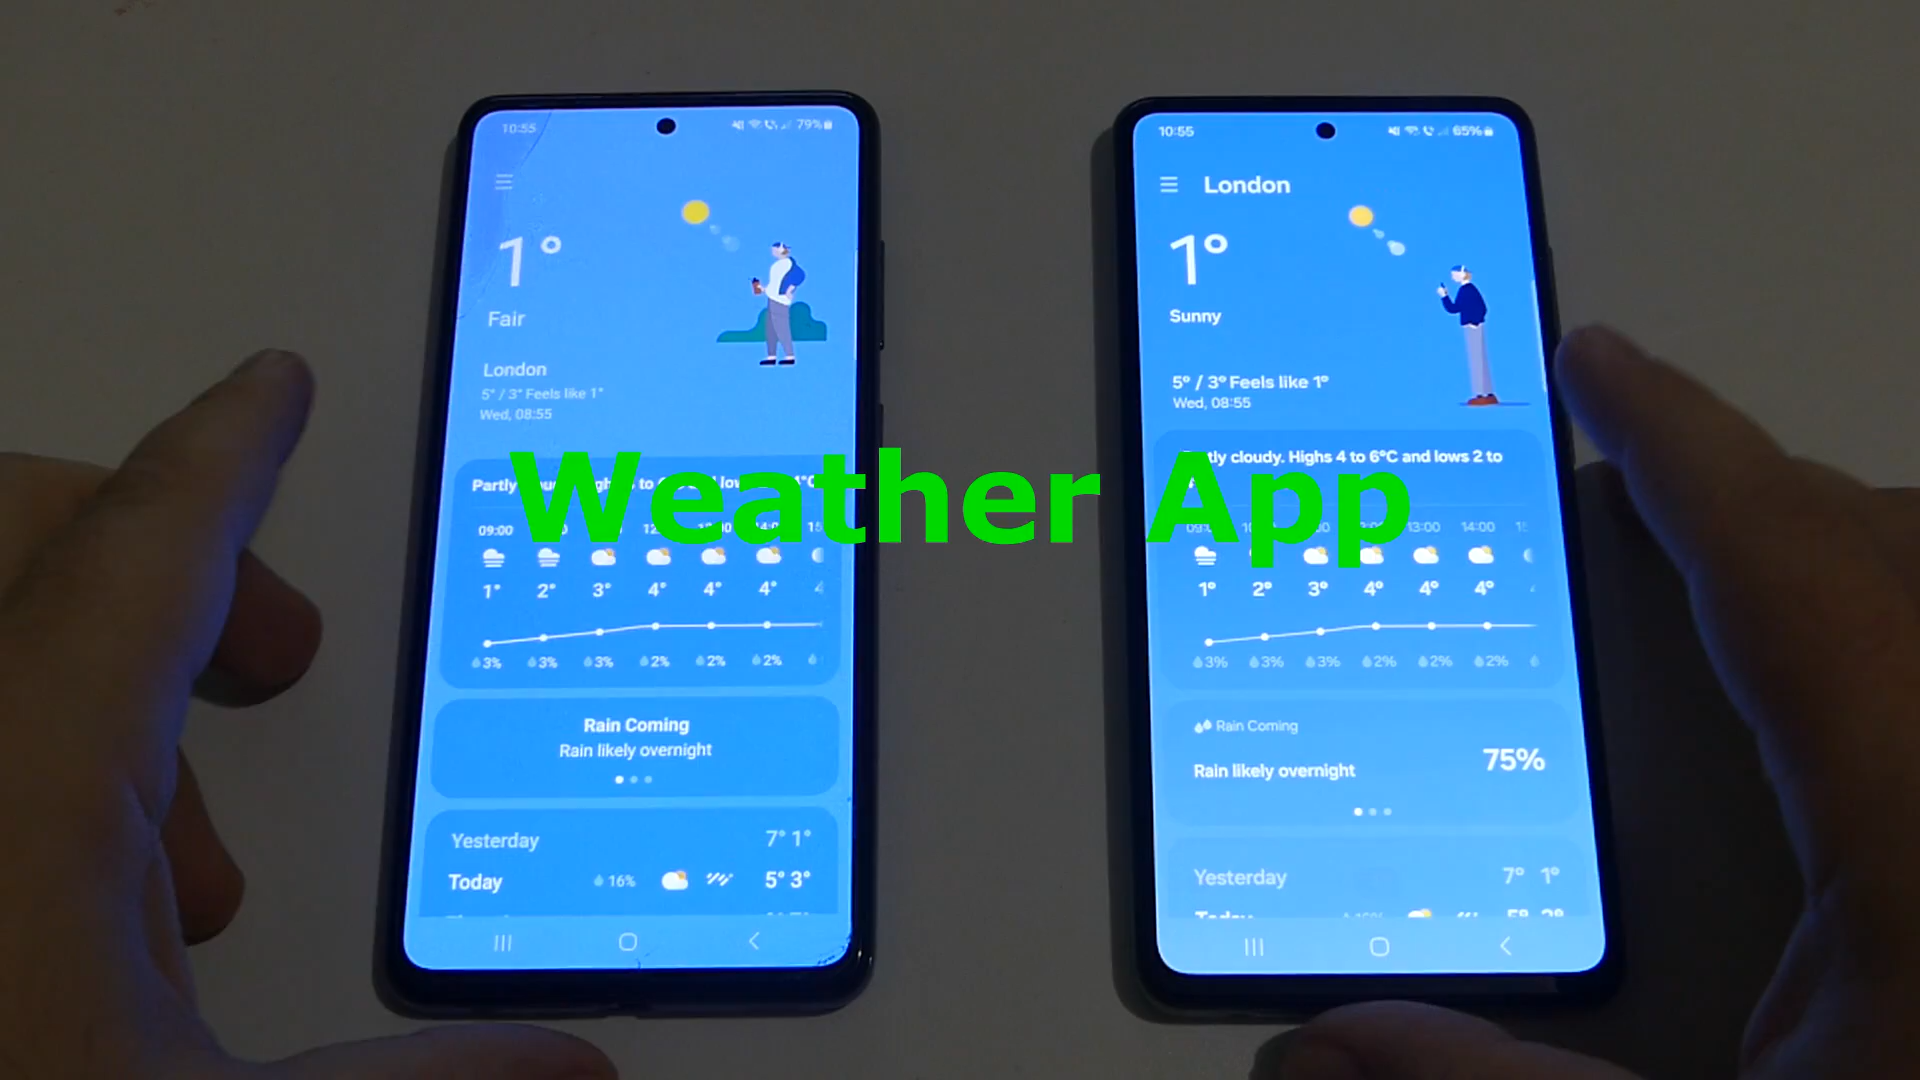 10:55
79%
1°
Fair
London
5° / 3° Feels like 1°
Wed, 08:55
Partly
09:00
1° 2° 3° 4° 4° 4°
3% 3% 3% 2% 2% 2%
Rain Coming
Rain likely overnight
Yesterday 7° 1°
Today 16% 5° 3°
Weather App
10:55
65%
London
1°
Sunny
5° / 3° Feels like 1°
Wed, 08:55
cloudy. Highs 4 to 6°C and lows 2 to
13:00 14:00
1° 2° 3° 4° 4° 4°
3% 3% 3% 2% 2% 2%
Rain Coming
Rain likely overnight
75%
Yesterday 7° 1°
Today